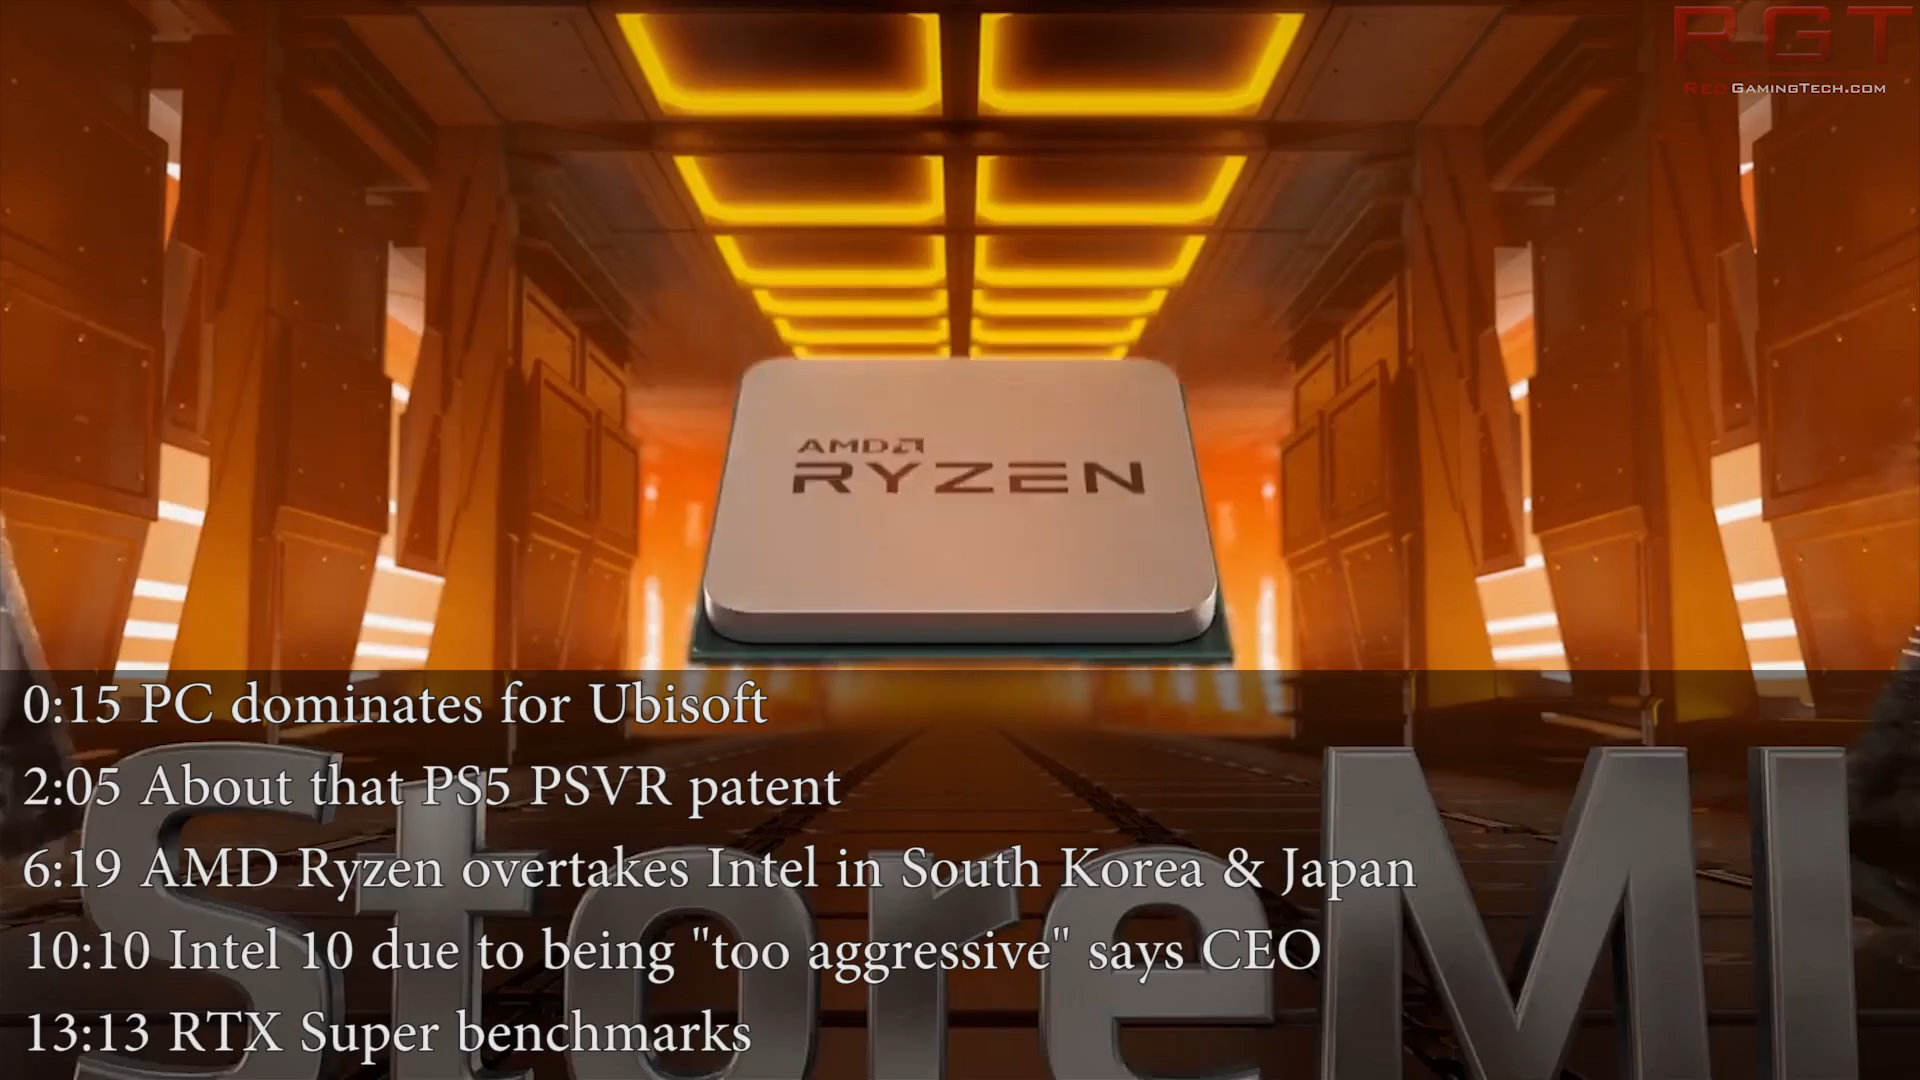 RGT
RedGamingTech.com
AMD
RYZEN
0:15 PC dominates for Ubisoft
2:05 About that PS5 PSVR patent
6:19 AMD Ryzen overtakes Intel in South Korea & Japan
10:10 Intel 10 due to being "too aggressive" says CEO
13:13 RTX Super benchmarks
StoreMI